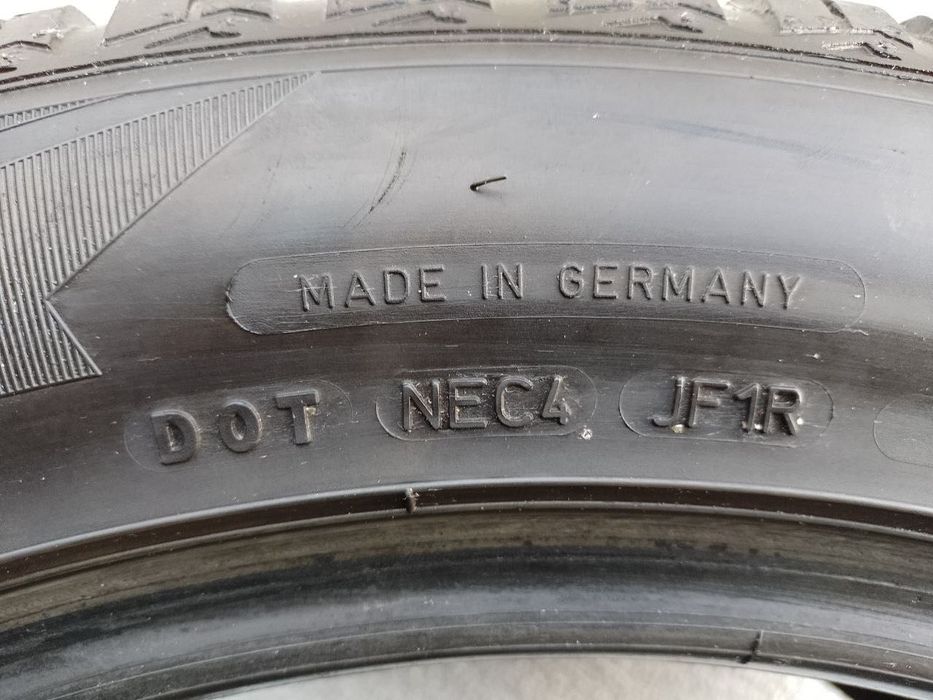 MADE IN GERMANY
DOT NEC4 JF1R